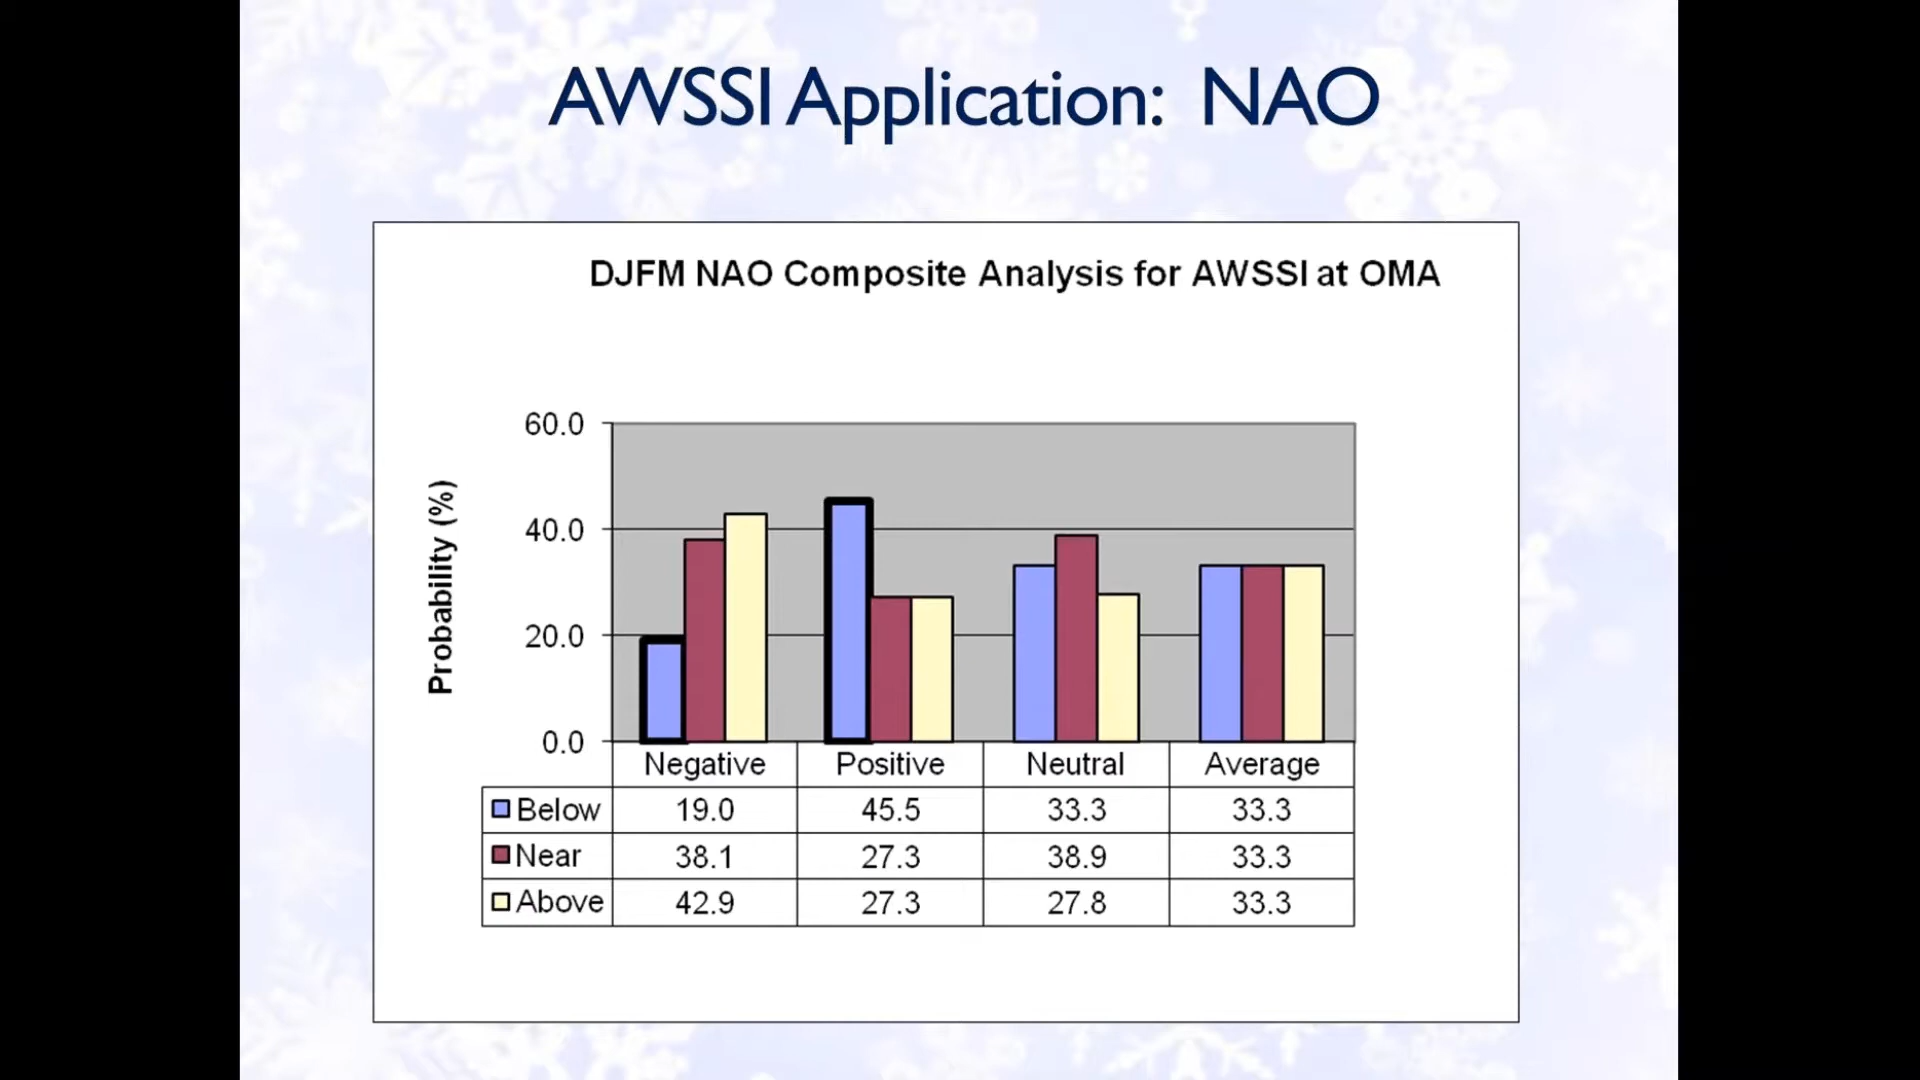 AWSSI Application: NAO
DJFM NAO Composite Analysis for AWSSI at OMA
Probability (%)
60.0
40.0
20.0
0.0
Negative Positive Neutral Average
Below 19.0 45.5 33.3 33.3
Near 38.1 27.3 38.9 33.3
Above 42.9 27.3 27.8 33.3